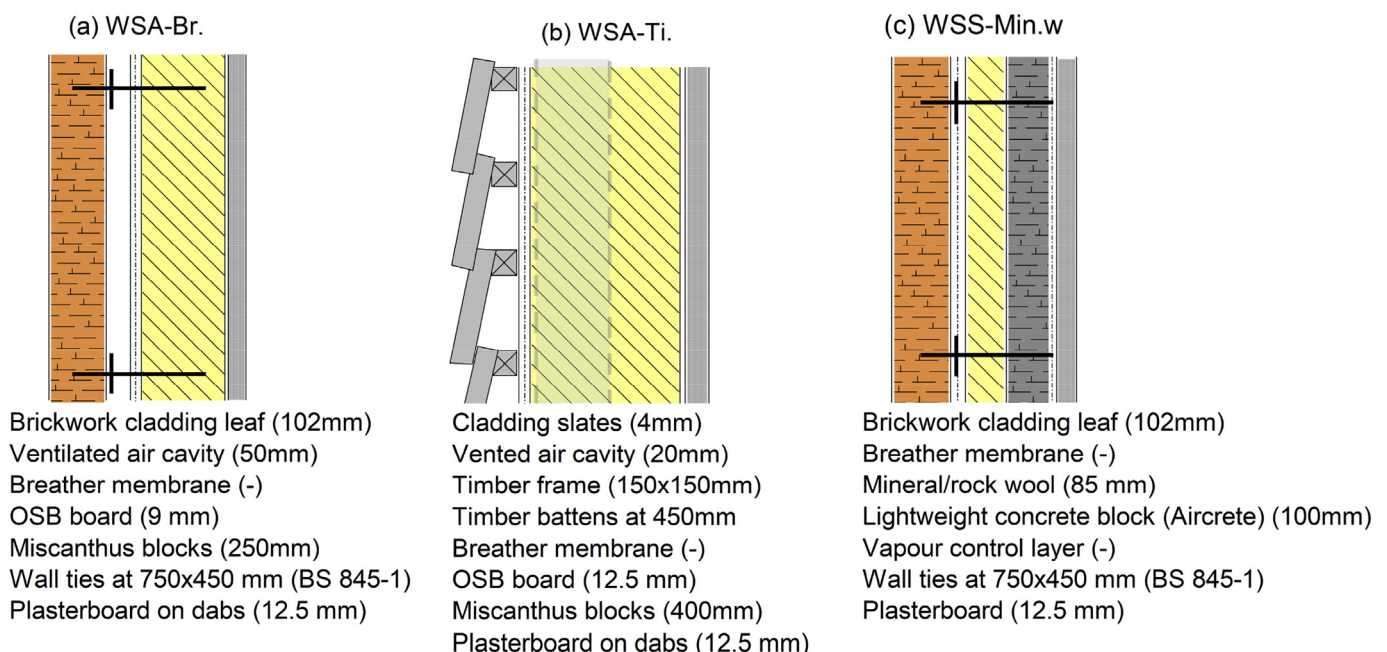 (a) WSA-Br.
Brickwork cladding leaf (102mm)
Ventilated air cavity (50mm)
Breather membrane (-)
OSB board (9 mm)
Miscanthus blocks (250mm)
Wall ties at 750x450 mm (BS 845-1)
Plasterboard on dabs (12.5 mm)
(b) WSA-Ti.
Cladding slates (4mm)
Vented air cavity (20mm)
Timber frame (150x150mm)
Timber battens at 450mm
Breather membrane (-)
OSB board (12.5 mm)
Miscanthus blocks (400mm)
Plasterboard on dabs (12.5 mm)
(c) WSS-Min.w
Brickwork cladding leaf (102mm)
Breather membrane (-)
Mineral/rock wool (85 mm)
Lightweight concrete block (Aircrete) (100mm)
Vapour control layer (-)
Wall ties at 750x450 mm (BS 845-1)
Plasterboard (12.5 mm)